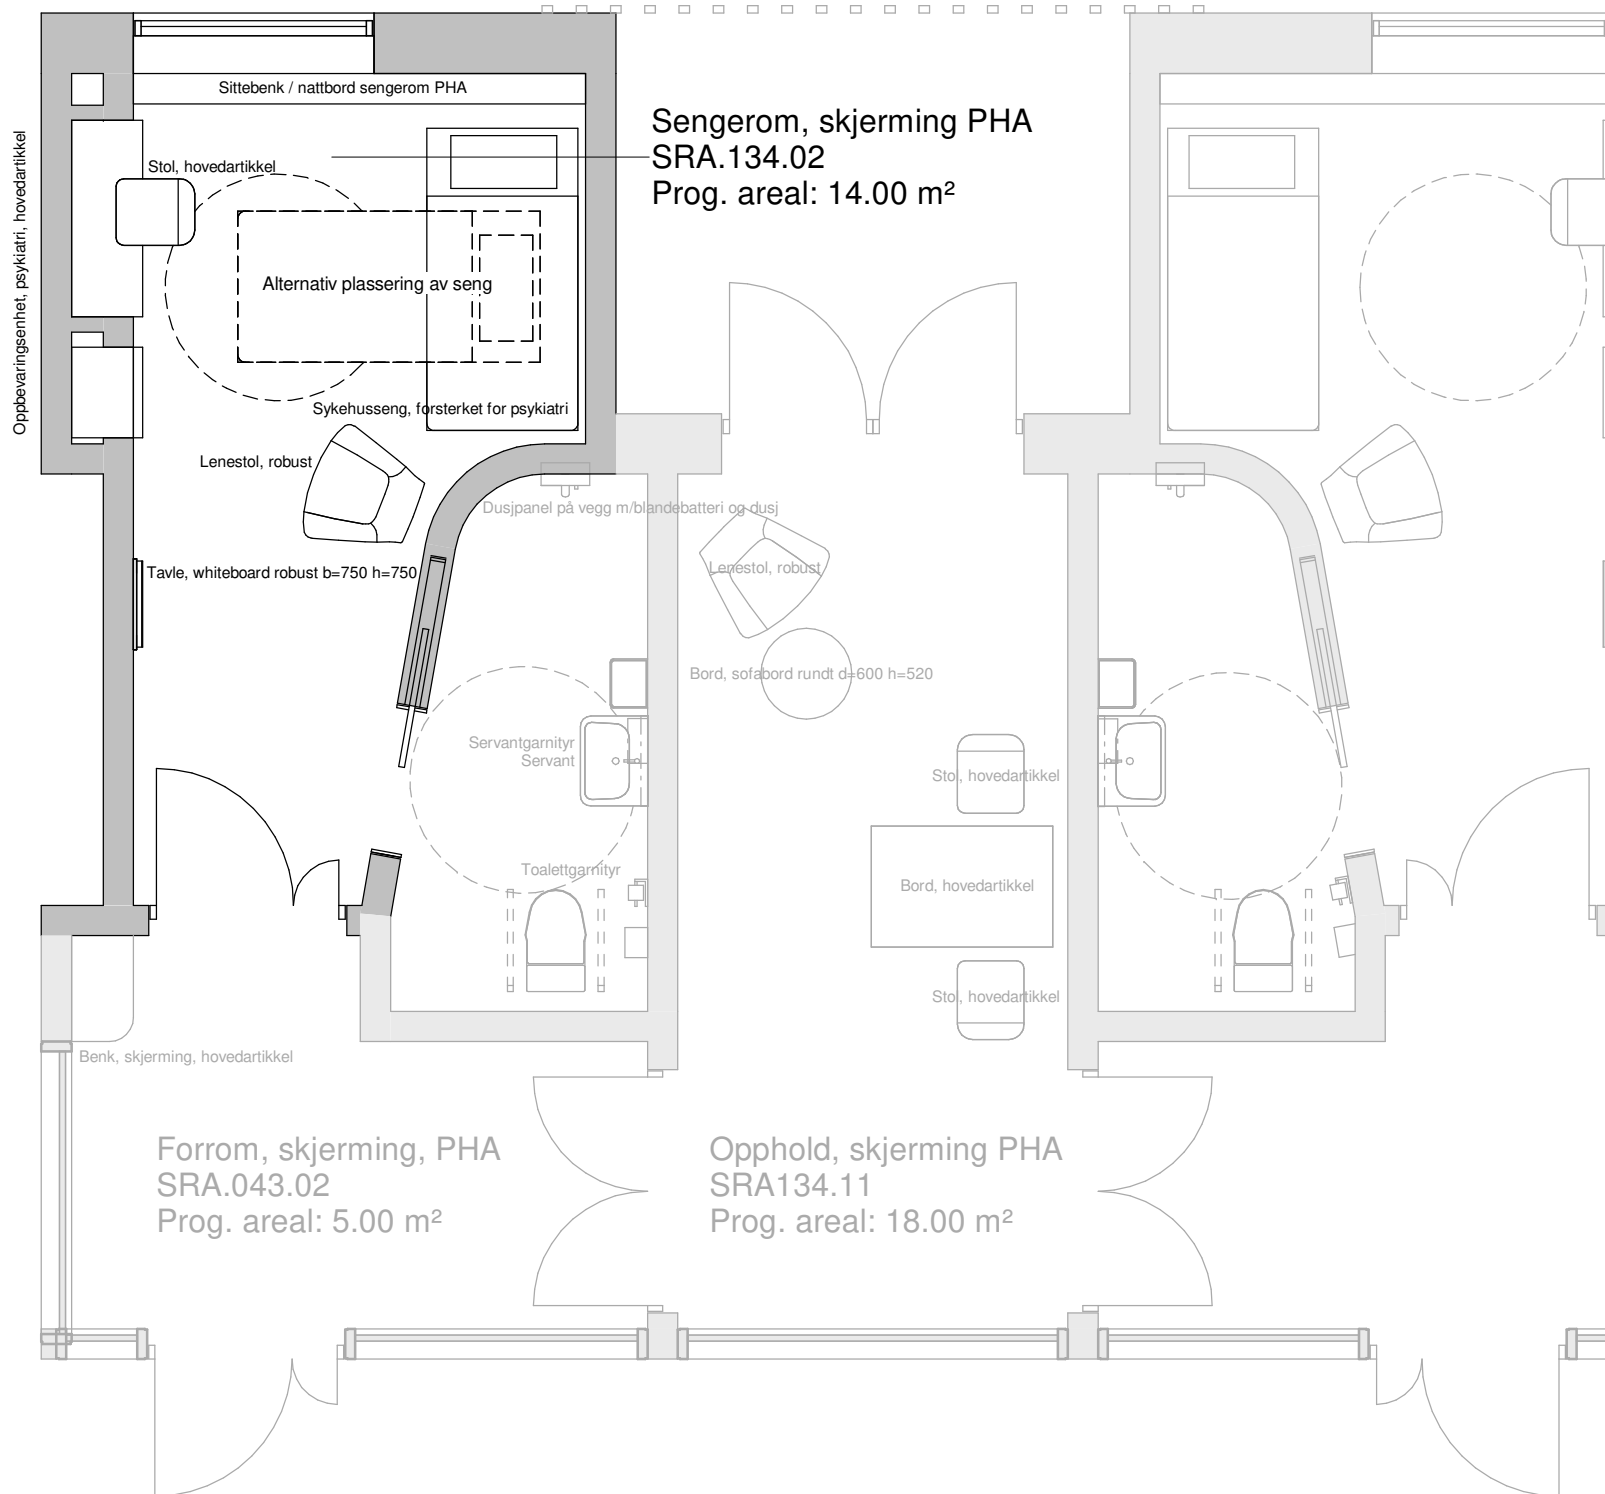 Sittebenk / nattbord sengerom PHA
Sengerom, skjerming PHA
SRA.134.02
Prog. areal: 14.00 m²
Oppbevaringsenhet, psykiatri, hovedartikkel
Stol, hovedartikkel
Alternativ plassering av seng
Sykehusseng, forsterket for psykiatri
Lenestol, robust
Dusjpanel på vegg m/blandebatteri og dusj
Tavle, whiteboard robust b=750 h=750
Lenestol, robust
Bord, sofabord rundt d=600 h=520
Servantgarnityr
Servant
Stol, hovedartikkel
Toalettgarnityr
Bord, hovedartikkel
Stol, hovedartikkel
Benk, skjerming, hovedartikkel
Forrom, skjerming, PHA
SRA.043.02
Prog. areal: 5.00 m²
Opphold, skjerming PHA
SRA134.11
Prog. areal: 18.00 m²